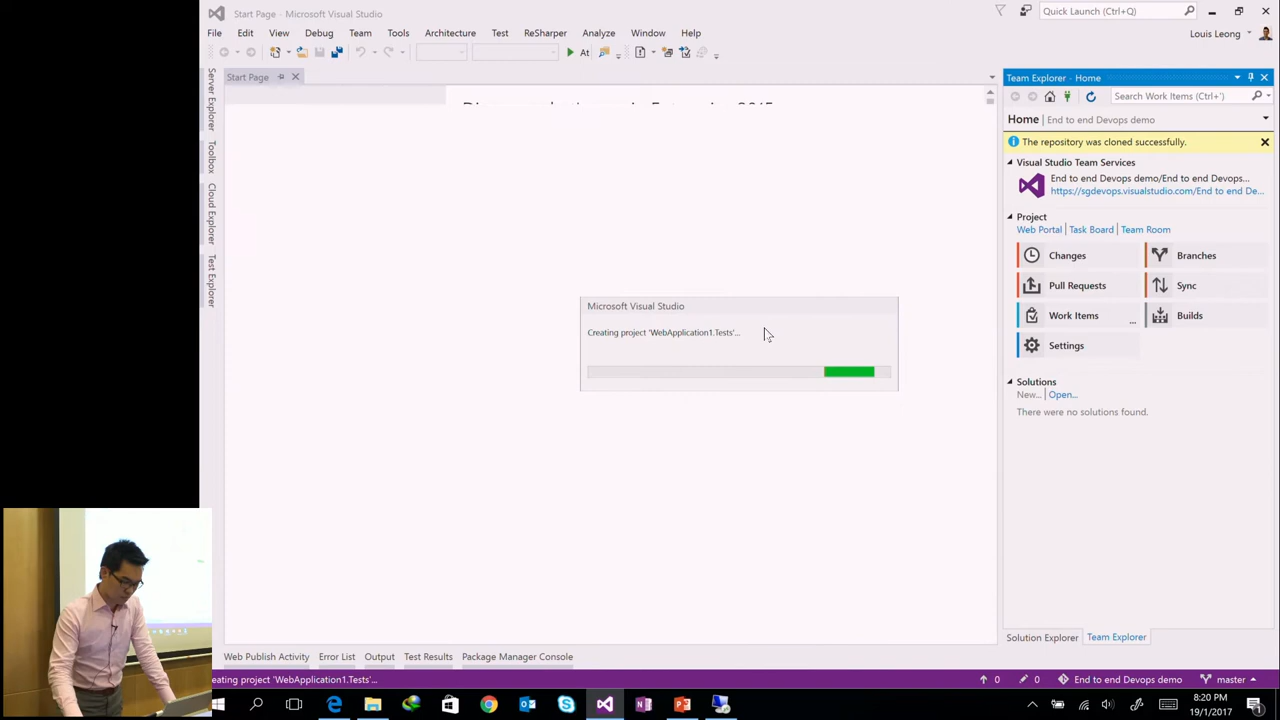 Start Page - Microsoft Visual Studio
Quick Launch (Ctrl+Q)
File Edit View Debug Team Tools Architecture Test ReSharper Analyze Window Help
Louis Leong
At
Start Page
Server Explorer
Toolbox
Cloud Explorer
Test Explorer
Microsoft Visual Studio
Creating project 'WebApplication1.Tests'...
Team Explorer - Home
Search Work Items (Ctrl+')
Home | End to end Devops demo
The repository was cloned successfully.
Visual Studio Team Services
End to end Devops demo/End to end Devops...
https://sgdevops.visualstudio.com/End to end De...
Project
Web Portal | Task Board | Team Room
Changes
Branches
Pull Requests
Sync
Work Items
...
Builds
Settings
Solutions
New... | Open...
There were no solutions found.
Solution Explorer Team Explorer
Web Publish Activity Error List Output Test Results Package Manager Console
reating project 'WebApplication1.Tests'...
0 0 End to end Devops demo master
8:20 PM
19/1/2017